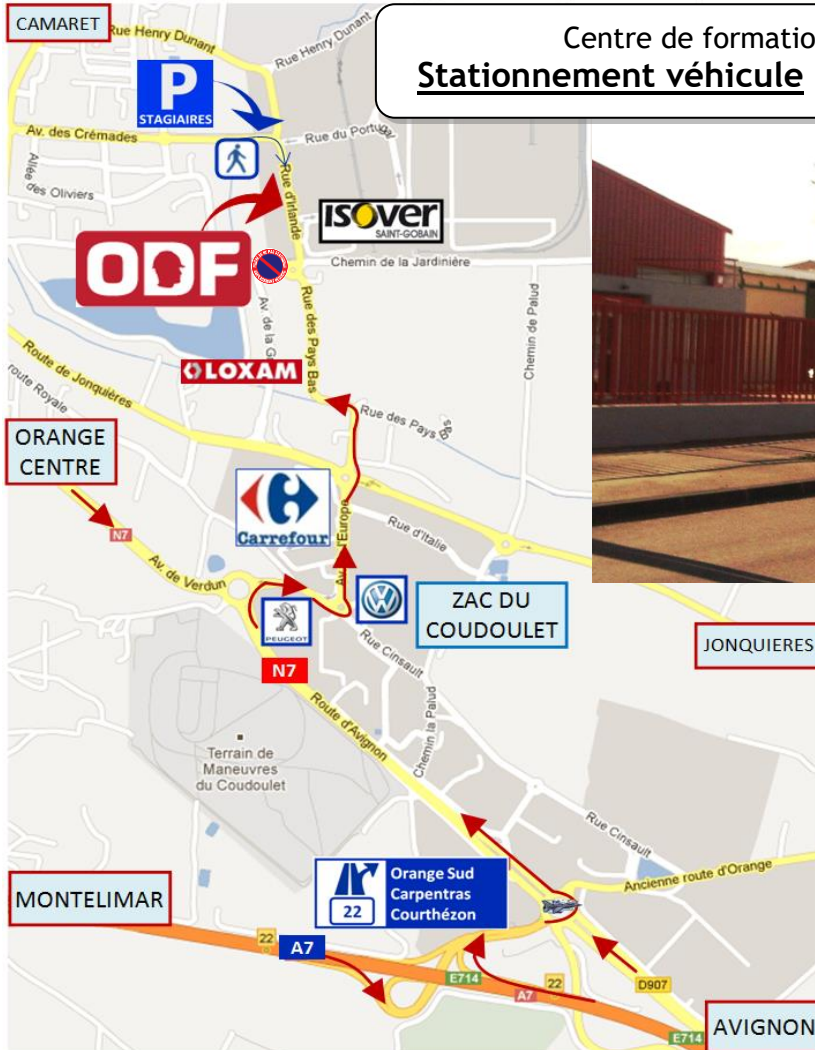 CAMARET
Rue Henry Dunant
Rue Henry Dunant
Centre de formatio
Stationnement véhicule
P
STAGIAIRES
Av. des Crémades
Rue du Portugal
Allée des Oliviers
Rue d'Irlande
isover
SAINT-GOBAIN
ODF
Chemin de la Jardinière
Av. de la G
Rue des Pays Bas
Chemin de Palud
Route de Jonquières
route Royale
LOXAM
Rue des Pays Bas
ORANGE
CENTRE
N7
Carrefour
Av. d'Europe
Rue d'Italie
Av. de Verdun
PEUGEOT
ZAC DU
COUDOULET
JONQUIERES
Rue Cinsault
N7
Route d'Avignon
Chemin la Palud
Terrain de
Maneuvres
du Coudoulet
Rue Cinsault
Ancienne route d'Orange
MONTELIMAR
22
Orange Sud
Carpentras
Courthézon
22
A7
E714
A7
22
D907
E714
AVIGNON